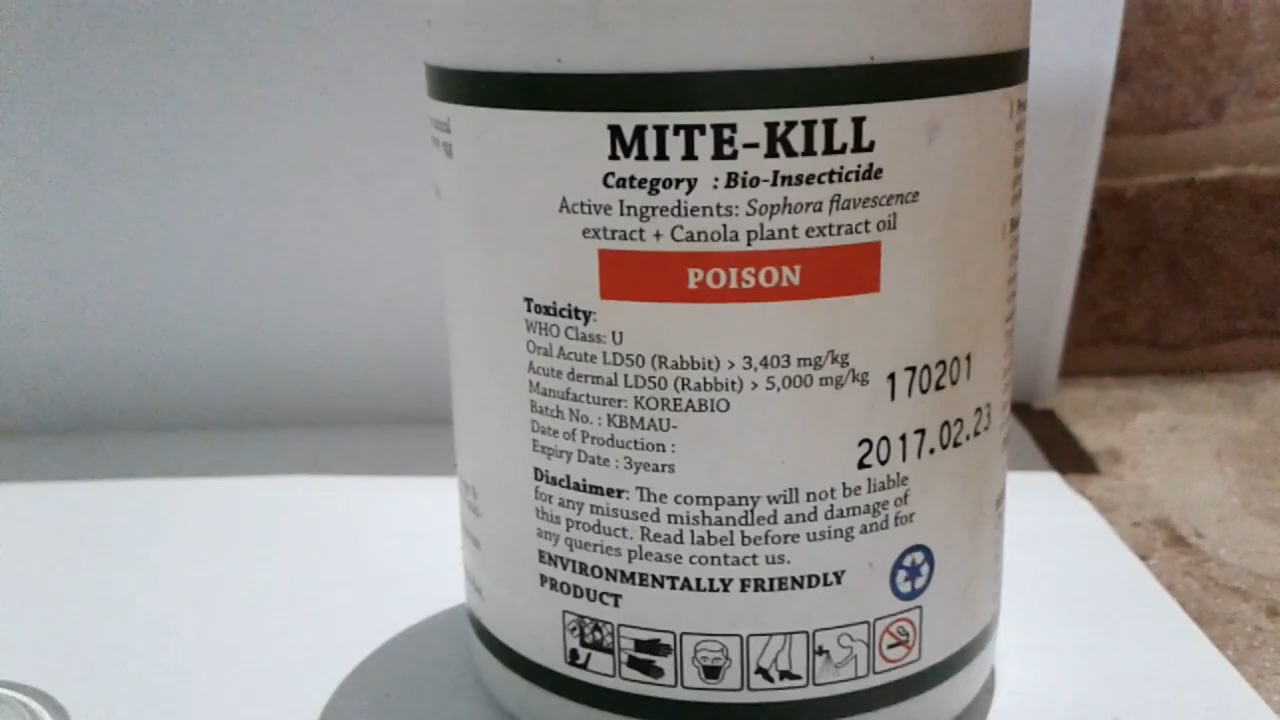 MITE-KILL
Category : Bio-Insecticide
Active Ingredients: Sophora flavescence
extract + Canola plant extract oil
POISON
Toxicity:
WHO Class: U
Oral Acute LD50 (Rabbit) > 3,403 mg/kg
Acute dermal LD50 (Rabbit) > 5,000 mg/kg
Manufacturer: KOREABIO
Batch No. : KBMAU-
170201
Date of Production :
2017.02.23
Expiry Date : 3years
Disclaimer: The company will not be liable
for any misused mishandled and damage of
this product. Read label before using and for
any queries please contact us.
ENVIRONMENTALLY FRIENDLY
PRODUCT